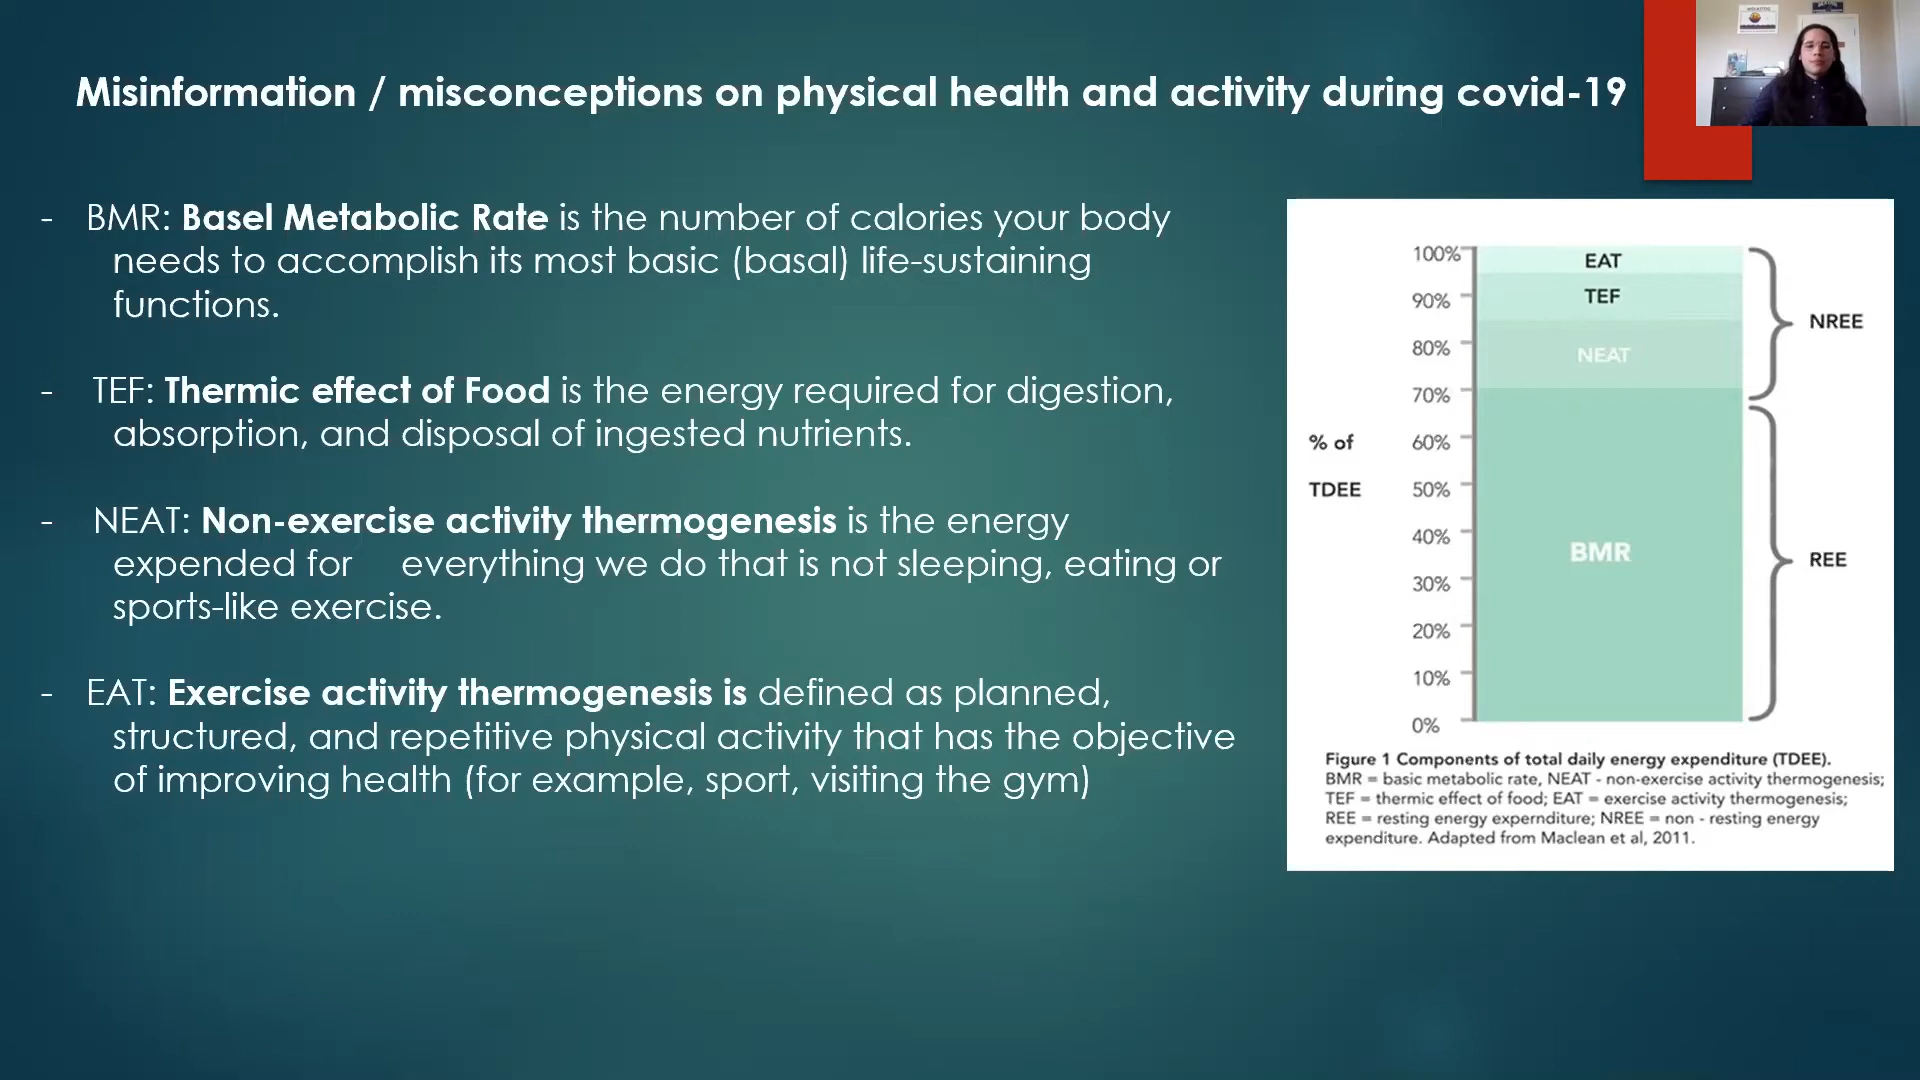 Misinformation / misconceptions on physical health and activity during covid-19
- BMR: Basel Metabolic Rate is the number of calories your body
needs to accomplish its most basic (basal) life-sustaining
functions.
- TEF: Thermic effect of Food is the energy required for digestion,
absorption, and disposal of ingested nutrients.
- NEAT: Non-exercise activity thermogenesis is the energy
expended for everything we do that is not sleeping, eating or
sports-like exercise.
- EAT: Exercise activity thermogenesis is defined as planned,
structured, and repetitive physical activity that has the objective
of improving health (for example, sport, visiting the gym)
100%
90%
80%
70%
60%
50%
40%
30%
20%
10%
0%
% of
TDEE
EAT
TEF
NEAT
BMR
NREE
REE
Figure 1 Components of total daily energy expenditure (TDEE).
BMR = basic metabolic rate, NEAT - non-exercise activity thermogenesis;
TEF = thermic effect of food; EAT = exercise activity thermogenesis;
REE = resting energy expernditure; NREE = non - resting energy
expenditure. Adapted from Maclean et al, 2011.